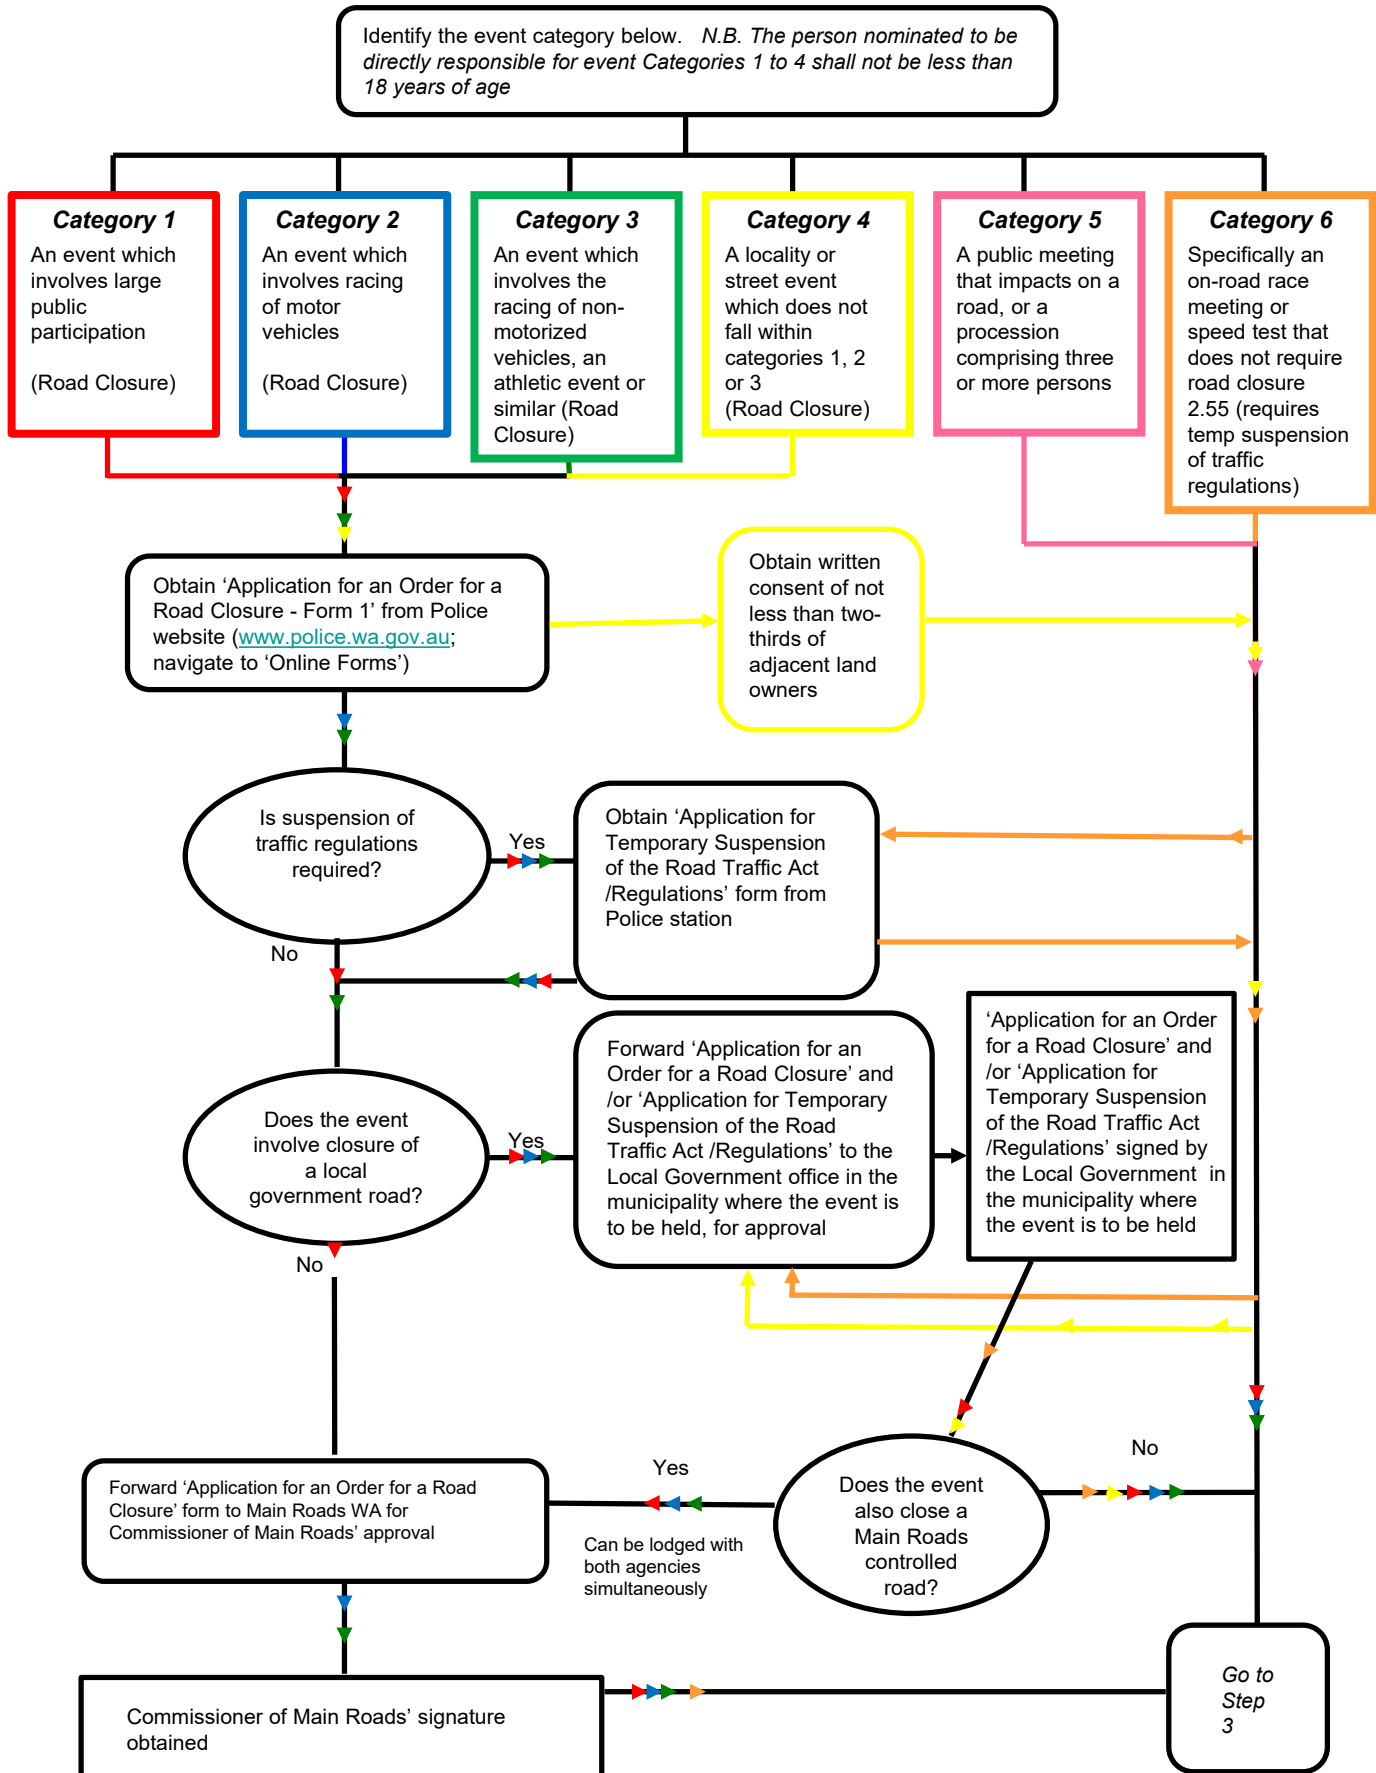 Identify the event category below.   N.B. The person nominated to be
directly responsible for event Categories 1 to 4 shall not be less than
18 years of age
Category 1
An event which
involves large
public
participation
(Road Closure)
Category 2
An event which
involves racing
of motor
vehicles
(Road Closure)
Category 3
An event which
involves the
racing of non-
motorized
vehicles, an
athletic event or
similar (Road
Closure)
Category 4
A locality or
street event
which does not
fall within
categories 1, 2
or 3
(Road Closure)
Category 5
A public meeting
that impacts on a
road, or a
procession
comprising three
or more persons
Category 6
Specifically an
on-road race
meeting or
speed test that
does not require
road closure
2.55 (requires
temp suspension
of traffic
regulations)
Obtain ‘Application for an Order for a
Road Closure - Form 1’ from Police
website (www.police.wa.gov.au;
navigate to ‘Online Forms’)
Obtain written
consent of not
less than two-
thirds of
adjacent land
owners
Is suspension of
traffic regulations
required?
Yes
No
Obtain ‘Application for
Temporary Suspension
of the Road Traffic Act
/Regulations’ form from
Police station
Does the event
involve closure of
a local
government road?
Yes
No
Forward ‘Application for an
Order for a Road Closure’ and
/or ‘Application for Temporary
Suspension of the Road
Traffic Act /Regulations’ to the
Local Government office in the
municipality where the event is
to be held, for approval
‘Application for an Order
for a Road Closure’ and
/or ‘Application for
Temporary Suspension
of the Road Traffic Act
/Regulations’ signed by
the Local Government  in
the municipality where
the event is to be held
Does the event
also close a
Main Roads
controlled
road?
No
Yes
Can be lodged with
both agencies
simultaneously
Forward ‘Application for an Order for a Road
Closure’ form to Main Roads WA for
Commissioner of Main Roads’ approval
Commissioner of Main Roads’ signature
obtained
Go to
Step
3